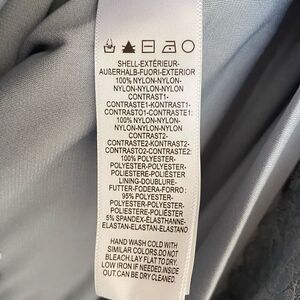 SHELL-EXTÉRIEUR-
AUßERHALB-FUORI-EXTERIOR
100% NYLON-NYLON-
NYLON-NYLON-NYLON
CONTRAST1-
CONTRASTE1-KONTRAST1-
CONTRASTO1-CONTRASTE1:
100% NYLON-NYLON-
NYLON-NYLON-NYLON
CONTRAST2-
CONTRASTE2-KONTRAST2-
CONTRASTO2-CONTRASTE2:
100% POLYESTER-
POLYESTER-POLYESTER-
POLIESTERE-POLIÉSTER
LINING-DOUBLURE-
FUTTER-FODERA-FORRO:
95% POLYESTER-
POLYESTER-POLYESTER-
POLIESTERE-POLIÉSTER
5% SPANDEX-ÉLASTHANNE-
ELASTAN-ELASTAN-ELASTANO
HAND WASH COLD WITH
SIMILAR COLORS.DO NOT
BLEACH.LAY FLAT TO DRY.
LOW IRON IF NEEDED.INSIDE
OUT.CAN BE DRY CLEANED.